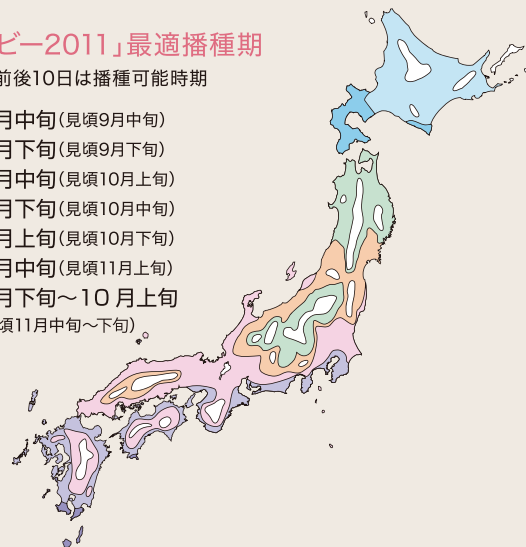 ビー2011」最適播種期
前後10日は播種可能時期
月中旬(見頃9月中旬)
月下旬(見頃9月下旬)
月中旬(見頃10月上旬)
月下旬(見頃10月中旬)
月上旬(見頃10月下旬)
月中旬(見頃11月上旬)
月下旬〜10月上旬
頃11月中旬〜下旬)